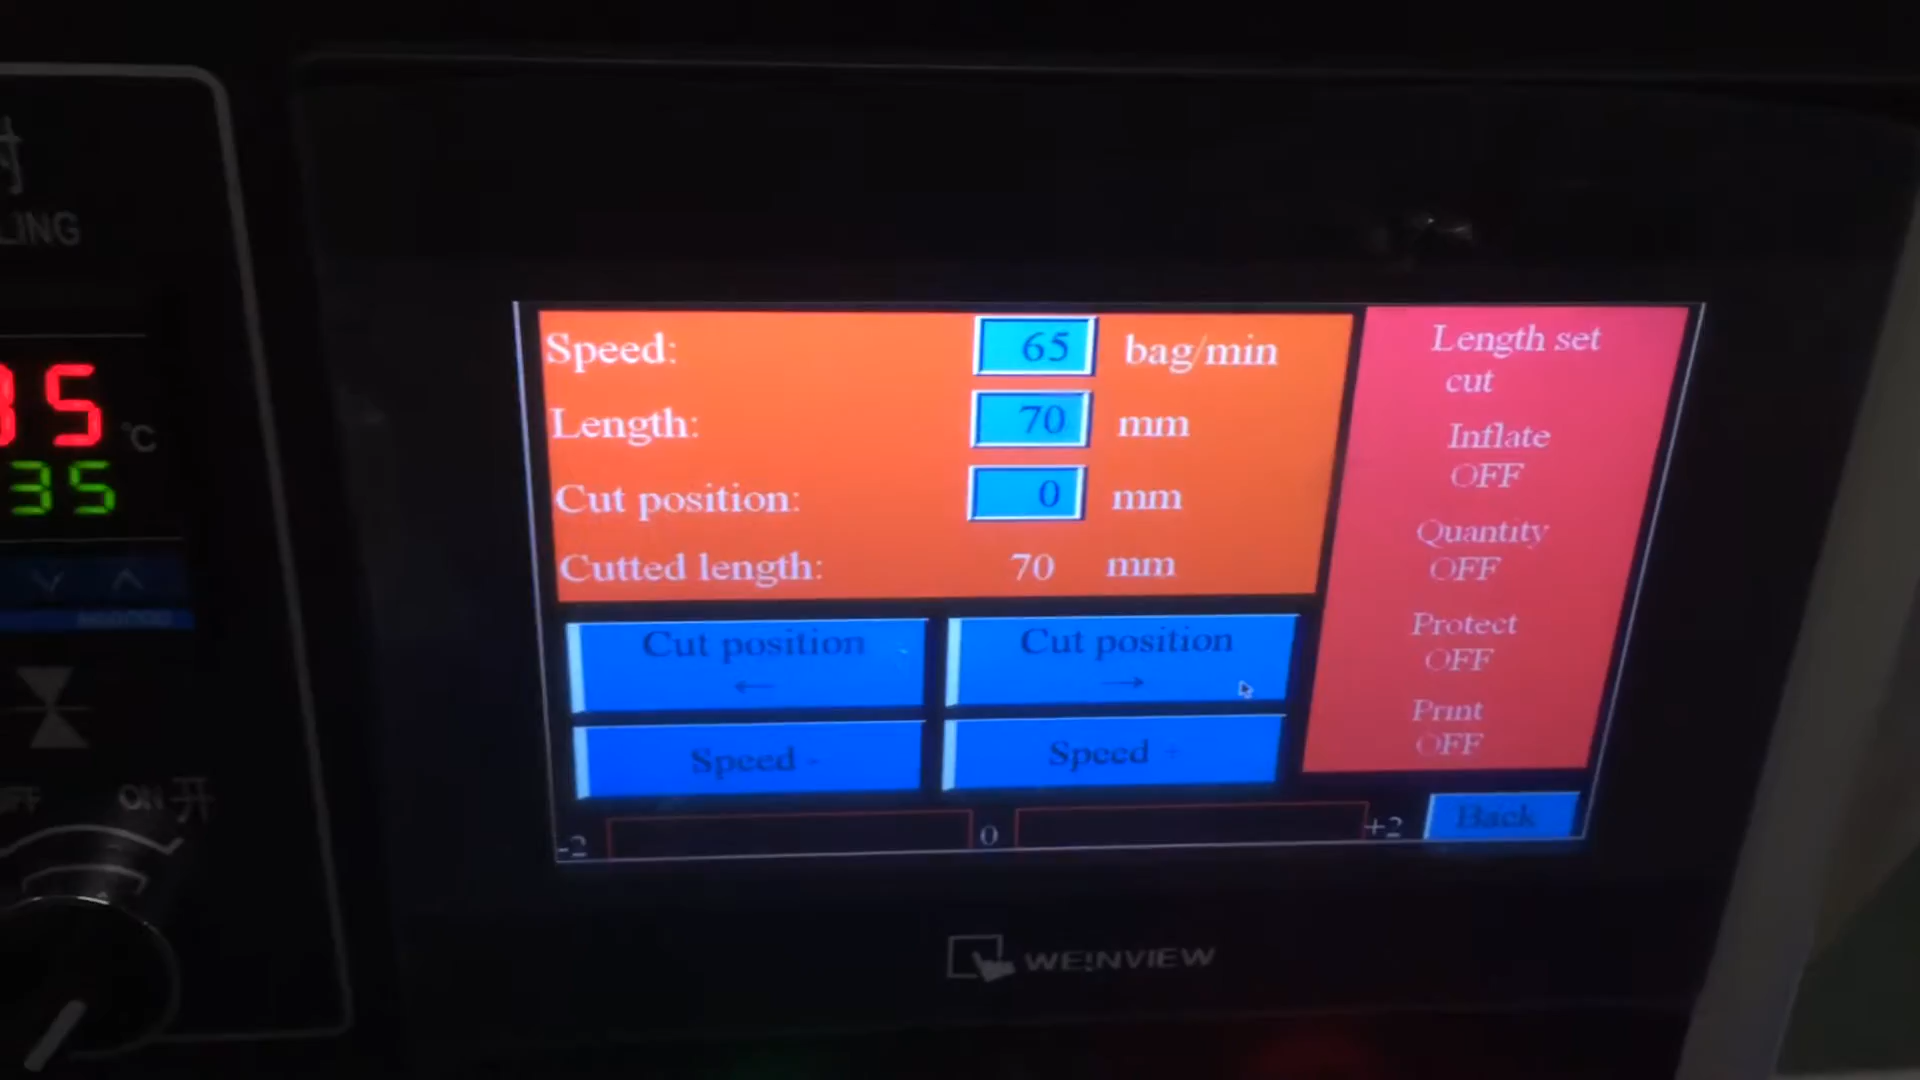 LING
35
°C
35
ON 开
Speed: 65 bag/min
Length: 70 mm
Cut position: 0 mm
Cutted length: 70 mm
Cut position
←
Cut position
→
Speed -
Speed +
-2 0 +2
Length set
cut
Inflate
OFF
Quantity
OFF
Protect
OFF
Print
OFF
Back
WEINVIEW